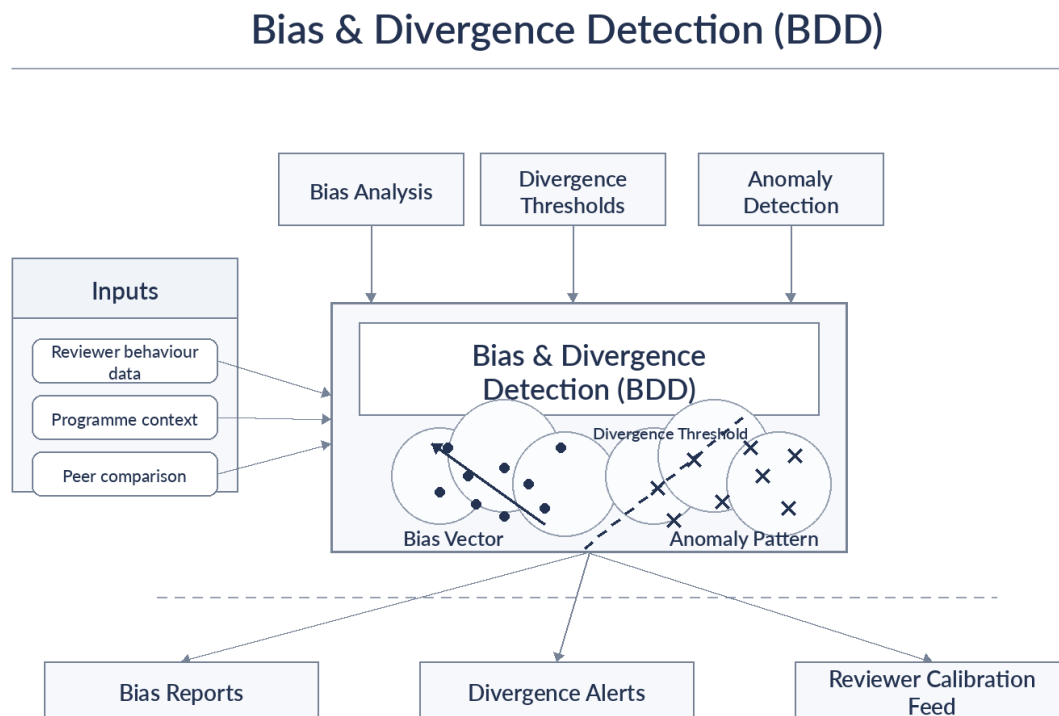 Bias & Divergence Detection (BDD)
Bias Analysis
Divergence
Thresholds
Anomaly
Detection
Inputs
Reviewer behaviour
data
Programme context
Peer comparison
Bias & Divergence
Detection (BDD)
Divergence Threshold
Bias Vector
Anomaly Pattern
Bias Reports
Divergence Alerts
Reviewer Calibration
Feed